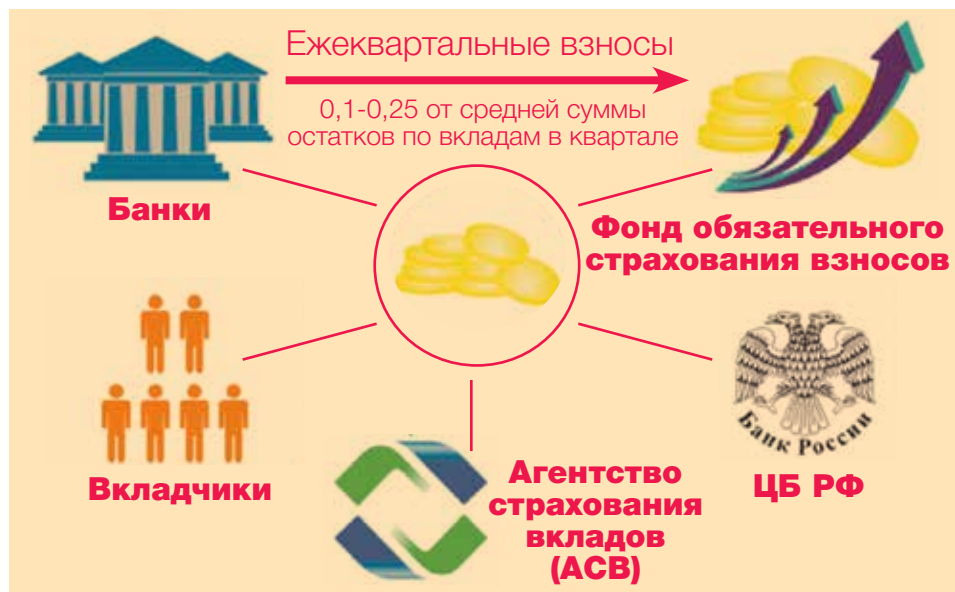 Ежеквартальные взносы
0,1-0,25 от средней суммы
остатков по вкладам в квартале
Банки
Фонд обязательного
страхования взносов
Вкладчики
Агентство
страхования
вкладов
(АСВ)
Банк России
ЦБ РФ